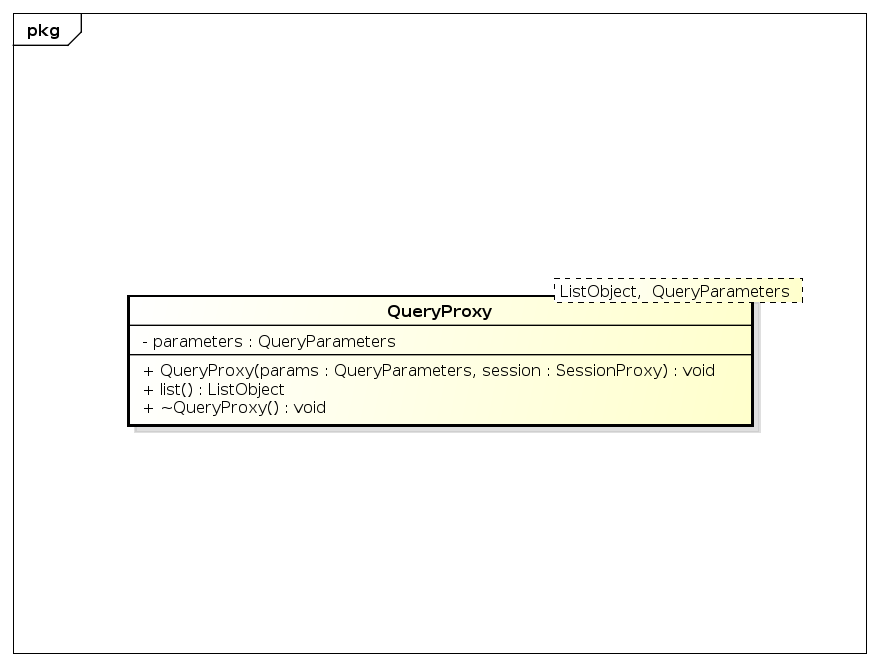 pkg
ListObject, QueryParameters
QueryProxy
- parameters : QueryParameters
+ QueryProxy(params : QueryParameters, session : SessionProxy) : void
+ list() : ListObject
+ ~QueryProxy() : void